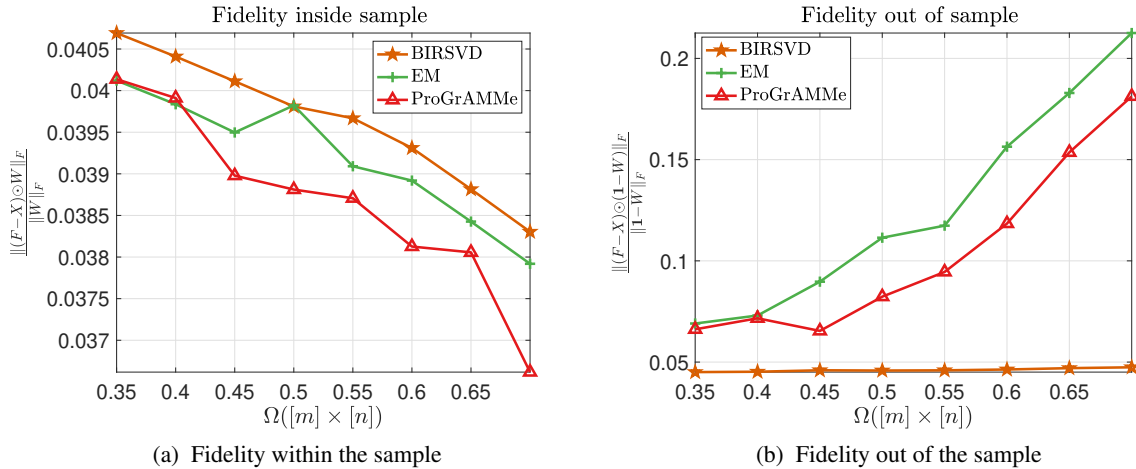 Fidelity inside sample
0.0405
0.04
0.0395
0.039
0.0385
0.038
0.0375
0.037
‖(F−X)⊙W‖_F
‖W‖_F
BIRSVD
EM
ProGrAMMe
0.35 0.4 0.45 0.5 0.55 0.6 0.65
Ω([m] × [n])
(a) Fidelity within the sample
Fidelity out of sample
0.2
0.15
0.1
0.05
‖(F−X)⊙(1−W)‖_F
‖1−W‖_F
BIRSVD
EM
ProGrAMMe
0.35 0.4 0.45 0.5 0.55 0.6 0.65
Ω([m] × [n])
(b) Fidelity out of the sample